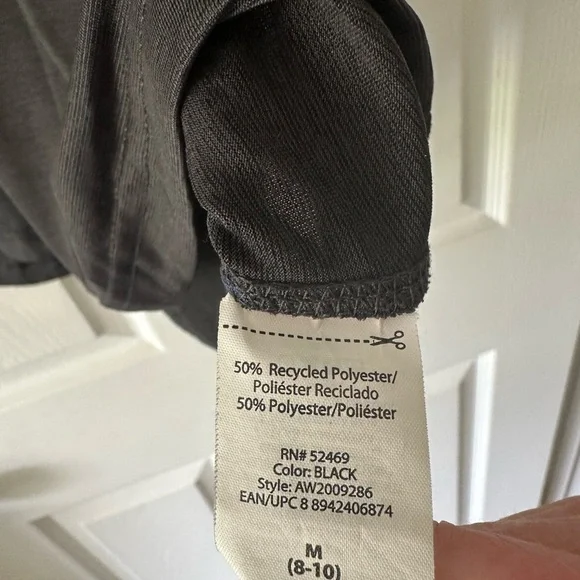 50% Recycled Polyester/
Poliéster Reciclado
50% Polyester/Poliéster
RN# 52469
Color: BLACK
Style: AW2009286
EAN/UPC 8 8942406874
M
(8-10)